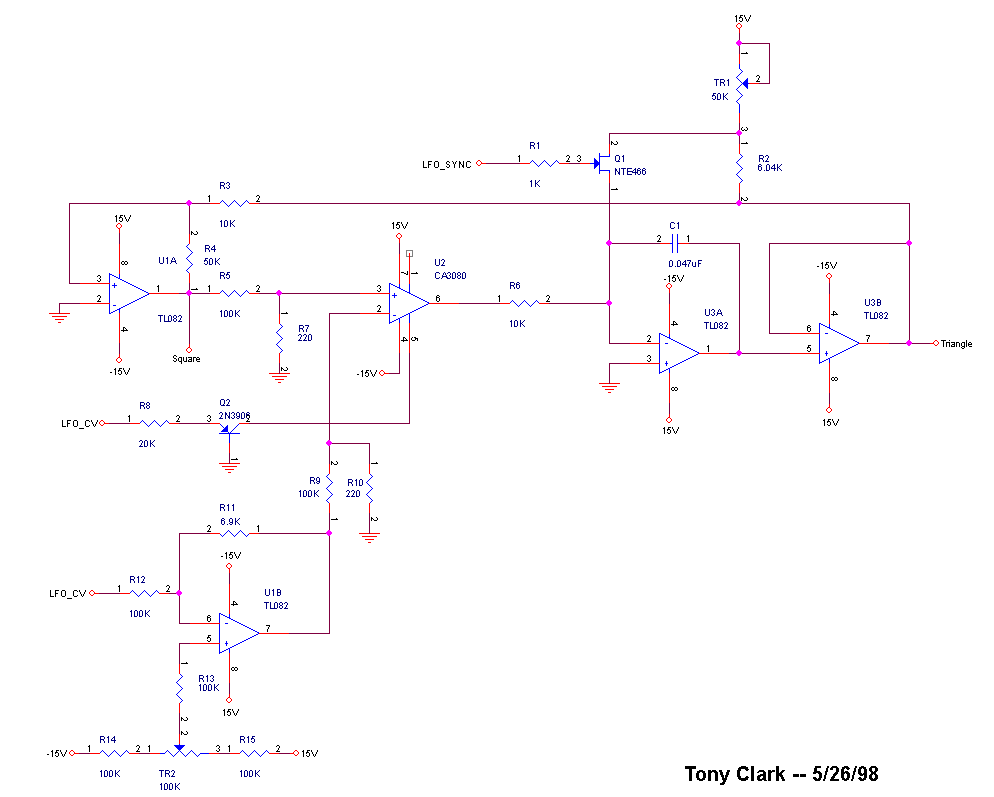 15V
1
TR1
2
50K
3
1
R2
6.04K
2
LFO_SYNC
1
R1
2
1K
3
2
Q1
NTE466
1
R3
1
2
10K
15V
8
U1A
3
+
2
-
1
TL082
4
-15V
2
R4
50K
1
Square
R5
1
2
100K
1
R7
220
2
15V
7
1
U2
CA3080
3
+
2
-
6
4
5
-15V
R6
1
2
10K
C1
2
1
0.047uF
-15V
4
U3A
TL082
2
-
3
+
1
8
15V
-15V
4
U3B
TL082
6
-
5
+
7
8
15V
Triangle
LFO_CV
1
R8
2
20K
Q2
3
2N3906
2
1
2
R9
100K
1
1
R10
220
2
R11
2
6.9K
1
LFO_CV
1
R12
2
100K
-15V
4
U1B
TL082
6
-
5
+
7
8
15V
1
R13
100K
2
2
-15V
1
R14
2
100K
1
TR2
100K
3
1
R15
2
100K
15V
Tony Clark -- 5/26/98